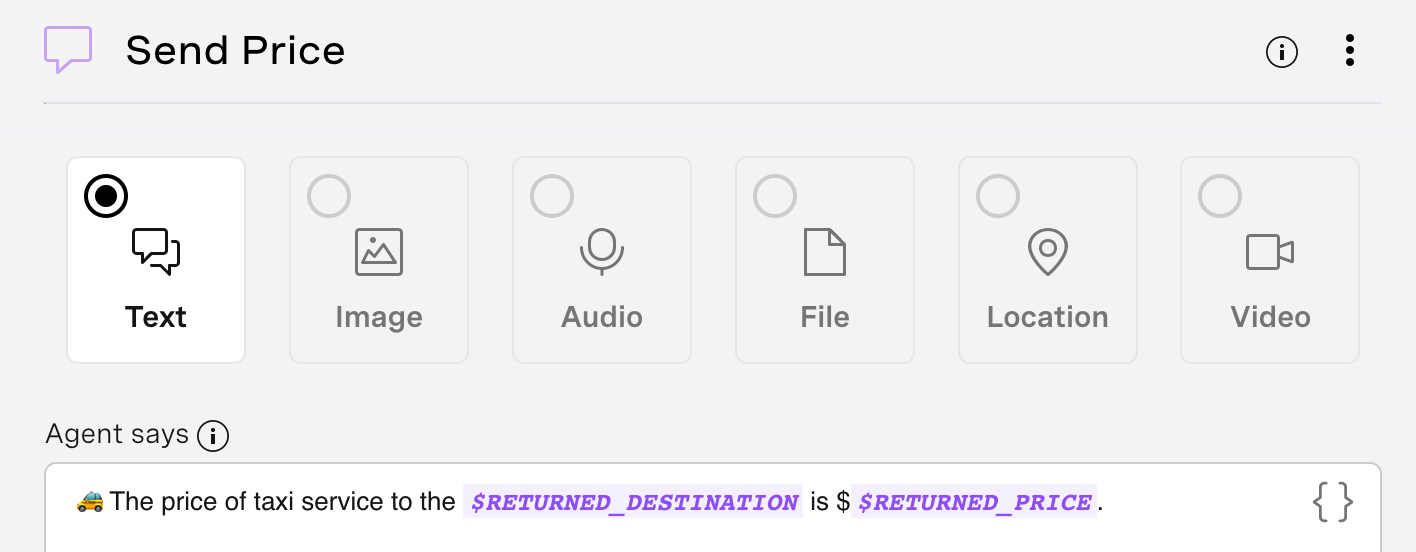 Send Price
Text
Image
Audio
File
Location
Video
Agent says
🚕 The price of taxi service to the $RETURNED_DESTINATION is $ $RETURNED_PRICE. { }